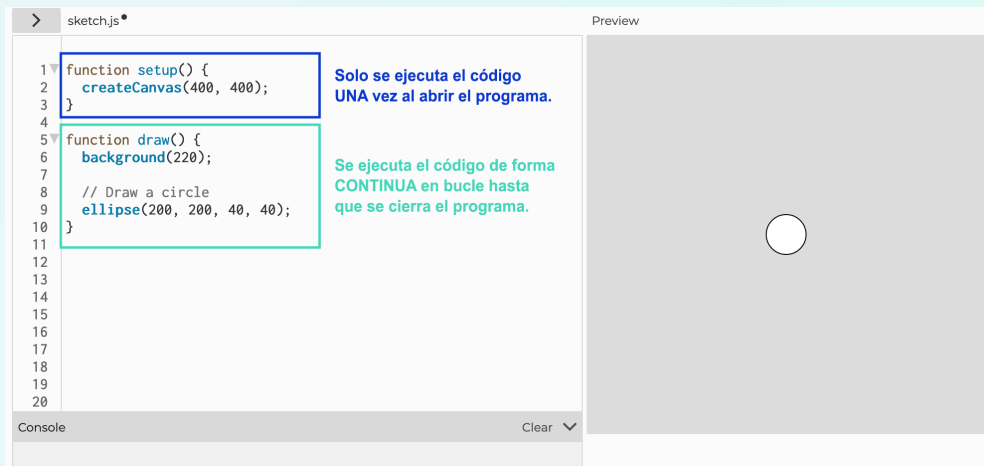 sketch.js
Preview
1 function setup() {
2 createCanvas(400, 400);
3 }
4
5 function draw() {
6 background(220);
7
8 // Draw a circle
9 ellipse(200, 200, 40, 40);
10 }
11
12
13
14
15
16
17
18
19
20
Solo se ejecuta el código
UNA vez al abrir el programa.
Se ejecuta el código de forma
CONTINUA en bucle hasta
que se cierra el programa.
Console
Clear